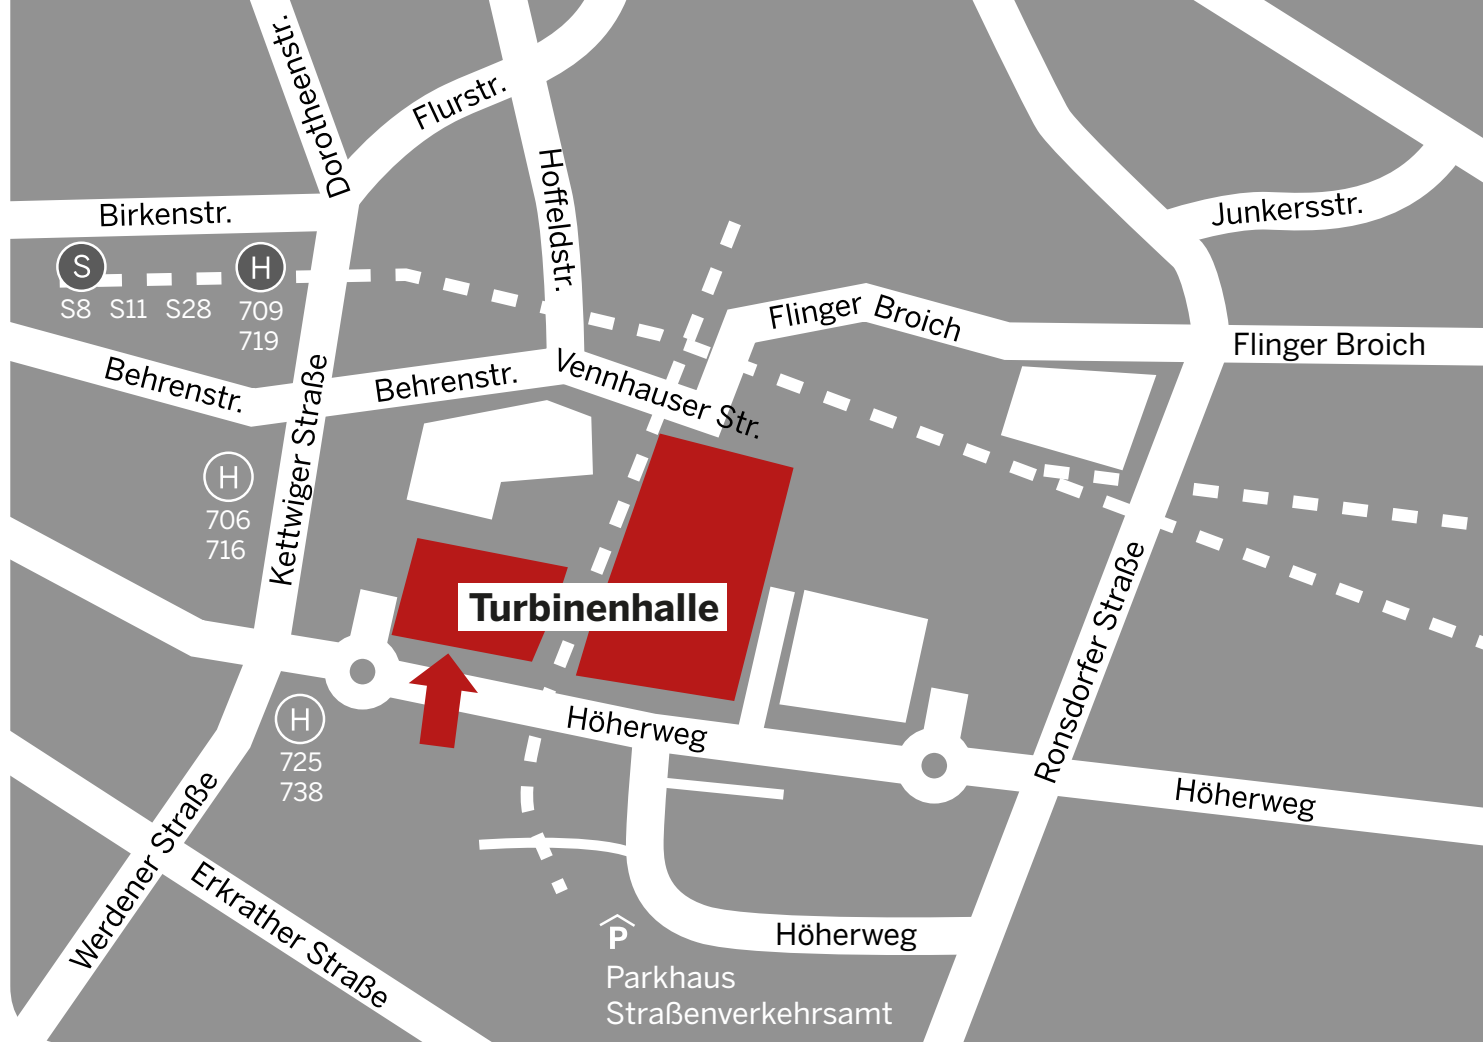 Dorotheenstr.
Flurstr.
Hoffeldstr.
Birkenstr.
Junkersstr.
S
H
S8 S11 S28
709
719
Flinger Broich
Flinger Broich
Behrenstr.
Behrenstr.
Vennhauser Str.
Kettwiger Straße
H
706
716
Turbinenhalle
Ronsdorfer Straße
H
725
738
Höherweg
Höherweg
Werdener Straße
Erkrather Straße
Höherweg
P
Parkhaus
Straßenverkehrsamt